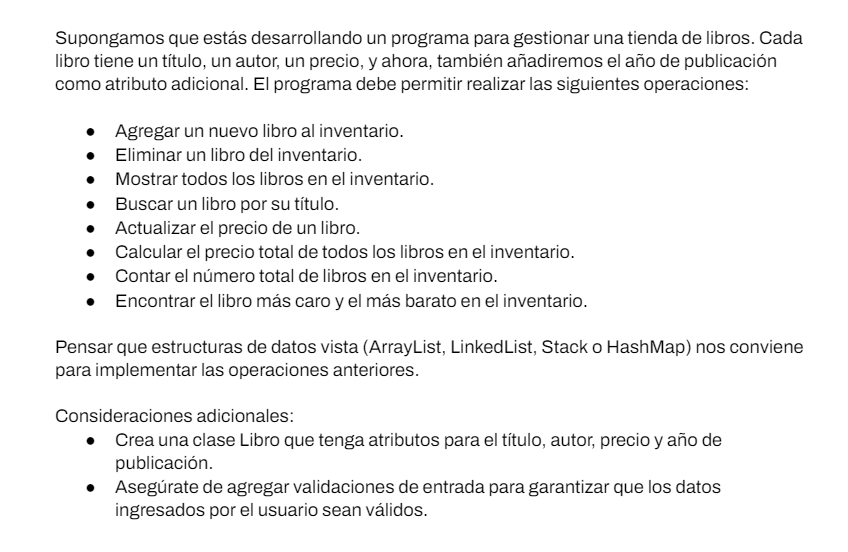 Supongamos que estás desarrollando un programa para gestionar una tienda de libros. Cada
libro tiene un título, un autor, un precio, y ahora, también añadiremos el año de publicación
como atributo adicional. El programa debe permitir realizar las siguientes operaciones:
● Agregar un nuevo libro al inventario.
● Eliminar un libro del inventario.
● Mostrar todos los libros en el inventario.
● Buscar un libro por su título.
● Actualizar el precio de un libro.
● Calcular el precio total de todos los libros en el inventario.
● Contar el número total de libros en el inventario.
● Encontrar el libro más caro y el más barato en el inventario.
Pensar que estructuras de datos vista (ArrayList, LinkedList, Stack o HashMap) nos conviene
para implementar las operaciones anteriores.
Consideraciones adicionales:
● Crea una clase Libro que tenga atributos para el título, autor, precio y año de
publicación.
● Asegúrate de agregar validaciones de entrada para garantizar que los datos
ingresados por el usuario sean válidos.